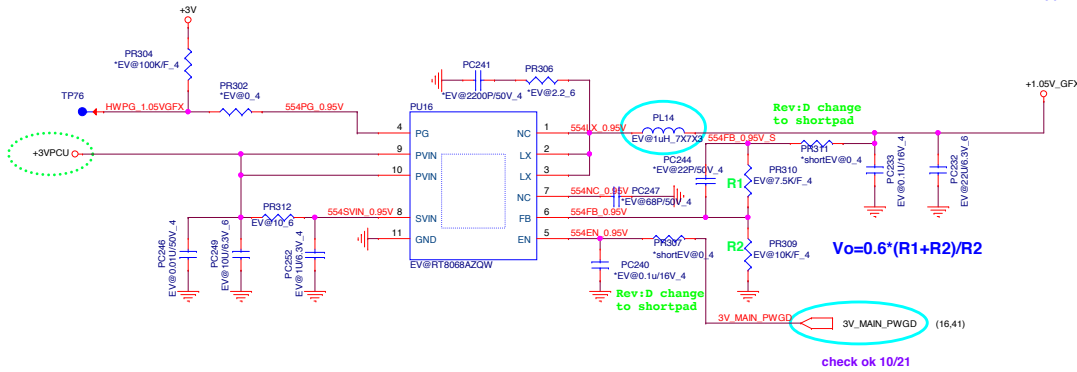 +3V
PR304
*EV@100K/F_4
PR302
*EV@0_4
TP76
HWPG_1.05VGFX
554PG_0.95V
+3VPCU
PR312
EV@10_6
554SVIN_0.95V
PC246
EV@0.01U/50V_4
PC249
EV@10U/6.3V_6
PC252
EV@1U/6.3V_4
PC241
*EV@2200P/50V_4
PR306
*EV@2.2_6
PU16
4 PG
9 PVIN
10 PVIN
8 SVIN
11 GND
NC 1
LX 2
LX 3
NC 7
FB 6
EN 5
EV@RT8068AZQW
554LX_0.95V
PL14
EV@1uH_7X7X3
554FB_0.95V_S
Rev:D change
to shortpad
PR311
*shortEV@0_4
+1.05V_GFX
PC244
*EV@22P/50V_4
R1
PR310
EV@7.5K/F_4
PC233
EV@0.1U/16V_4
PC232
EV@22U/6.3V_6
554NC_0.95V
PC247
*EV@68P/50V_4
554FB_0.95V
554EN_0.95V
PR307
*shortEV@0_4
R2
PR309
EV@10K/F_4
Vo=0.6*(R1+R2)/R2
PC240
*EV@0.1u/16V_4
Rev:D change
to shortpad
3V_MAIN_PWGD
3V_MAIN_PWGD
(16,41)
check ok 10/21